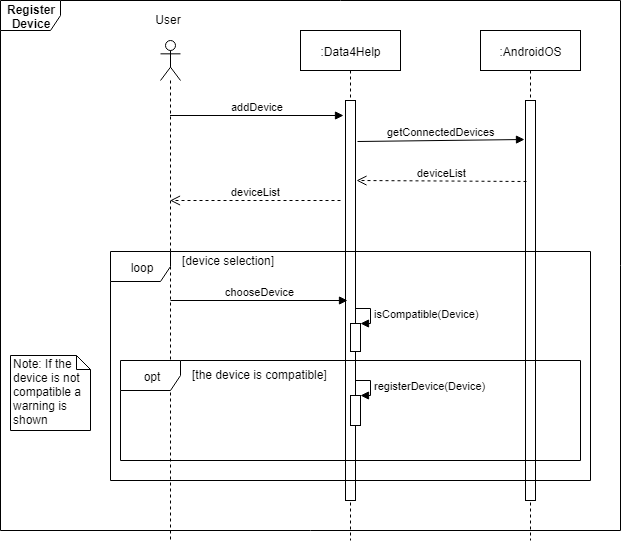 Register
Device
User
:Data4Help
:AndroidOS
addDevice
getConnectedDevices
deviceList
deviceList
[device selection]
loop
chooseDevice
isCompatible(Device)
Note: If the
device is not
compatible a
warning is
shown
opt
[the device is compatible]
registerDevice(Device)